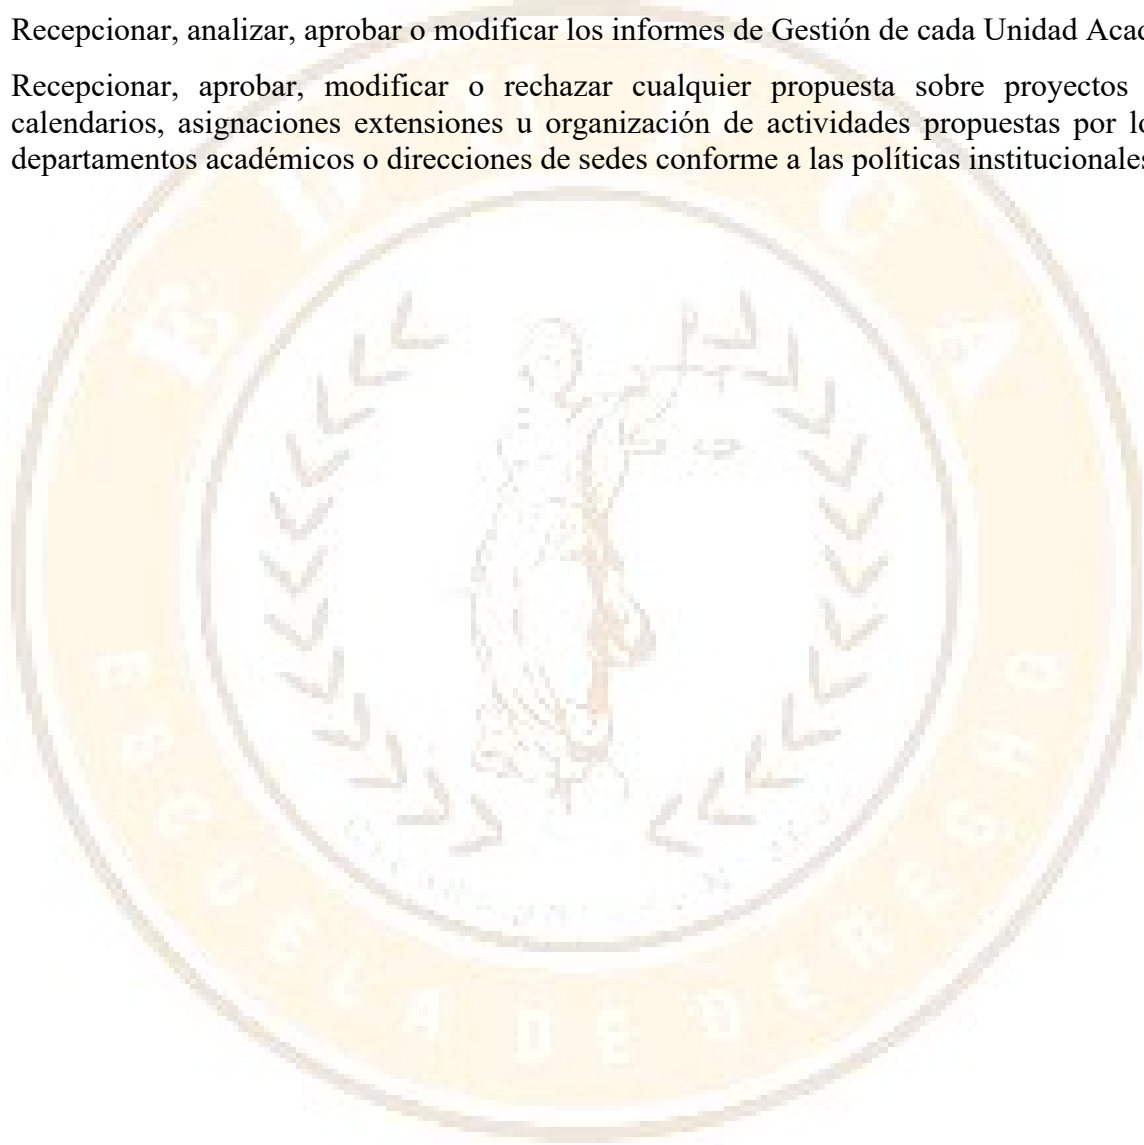 Recepcionar, analizar, aprobar o modificar los informes de Gestión de cada Unidad Acad
Recepcionar, aprobar, modificar o rechazar cualquier propuesta sobre proyectos
calendarios, asignaciones extensiones u organización de actividades propuestas por lo
departamentos académicos o direcciones de sedes conforme a las políticas institucionales
EDUCA